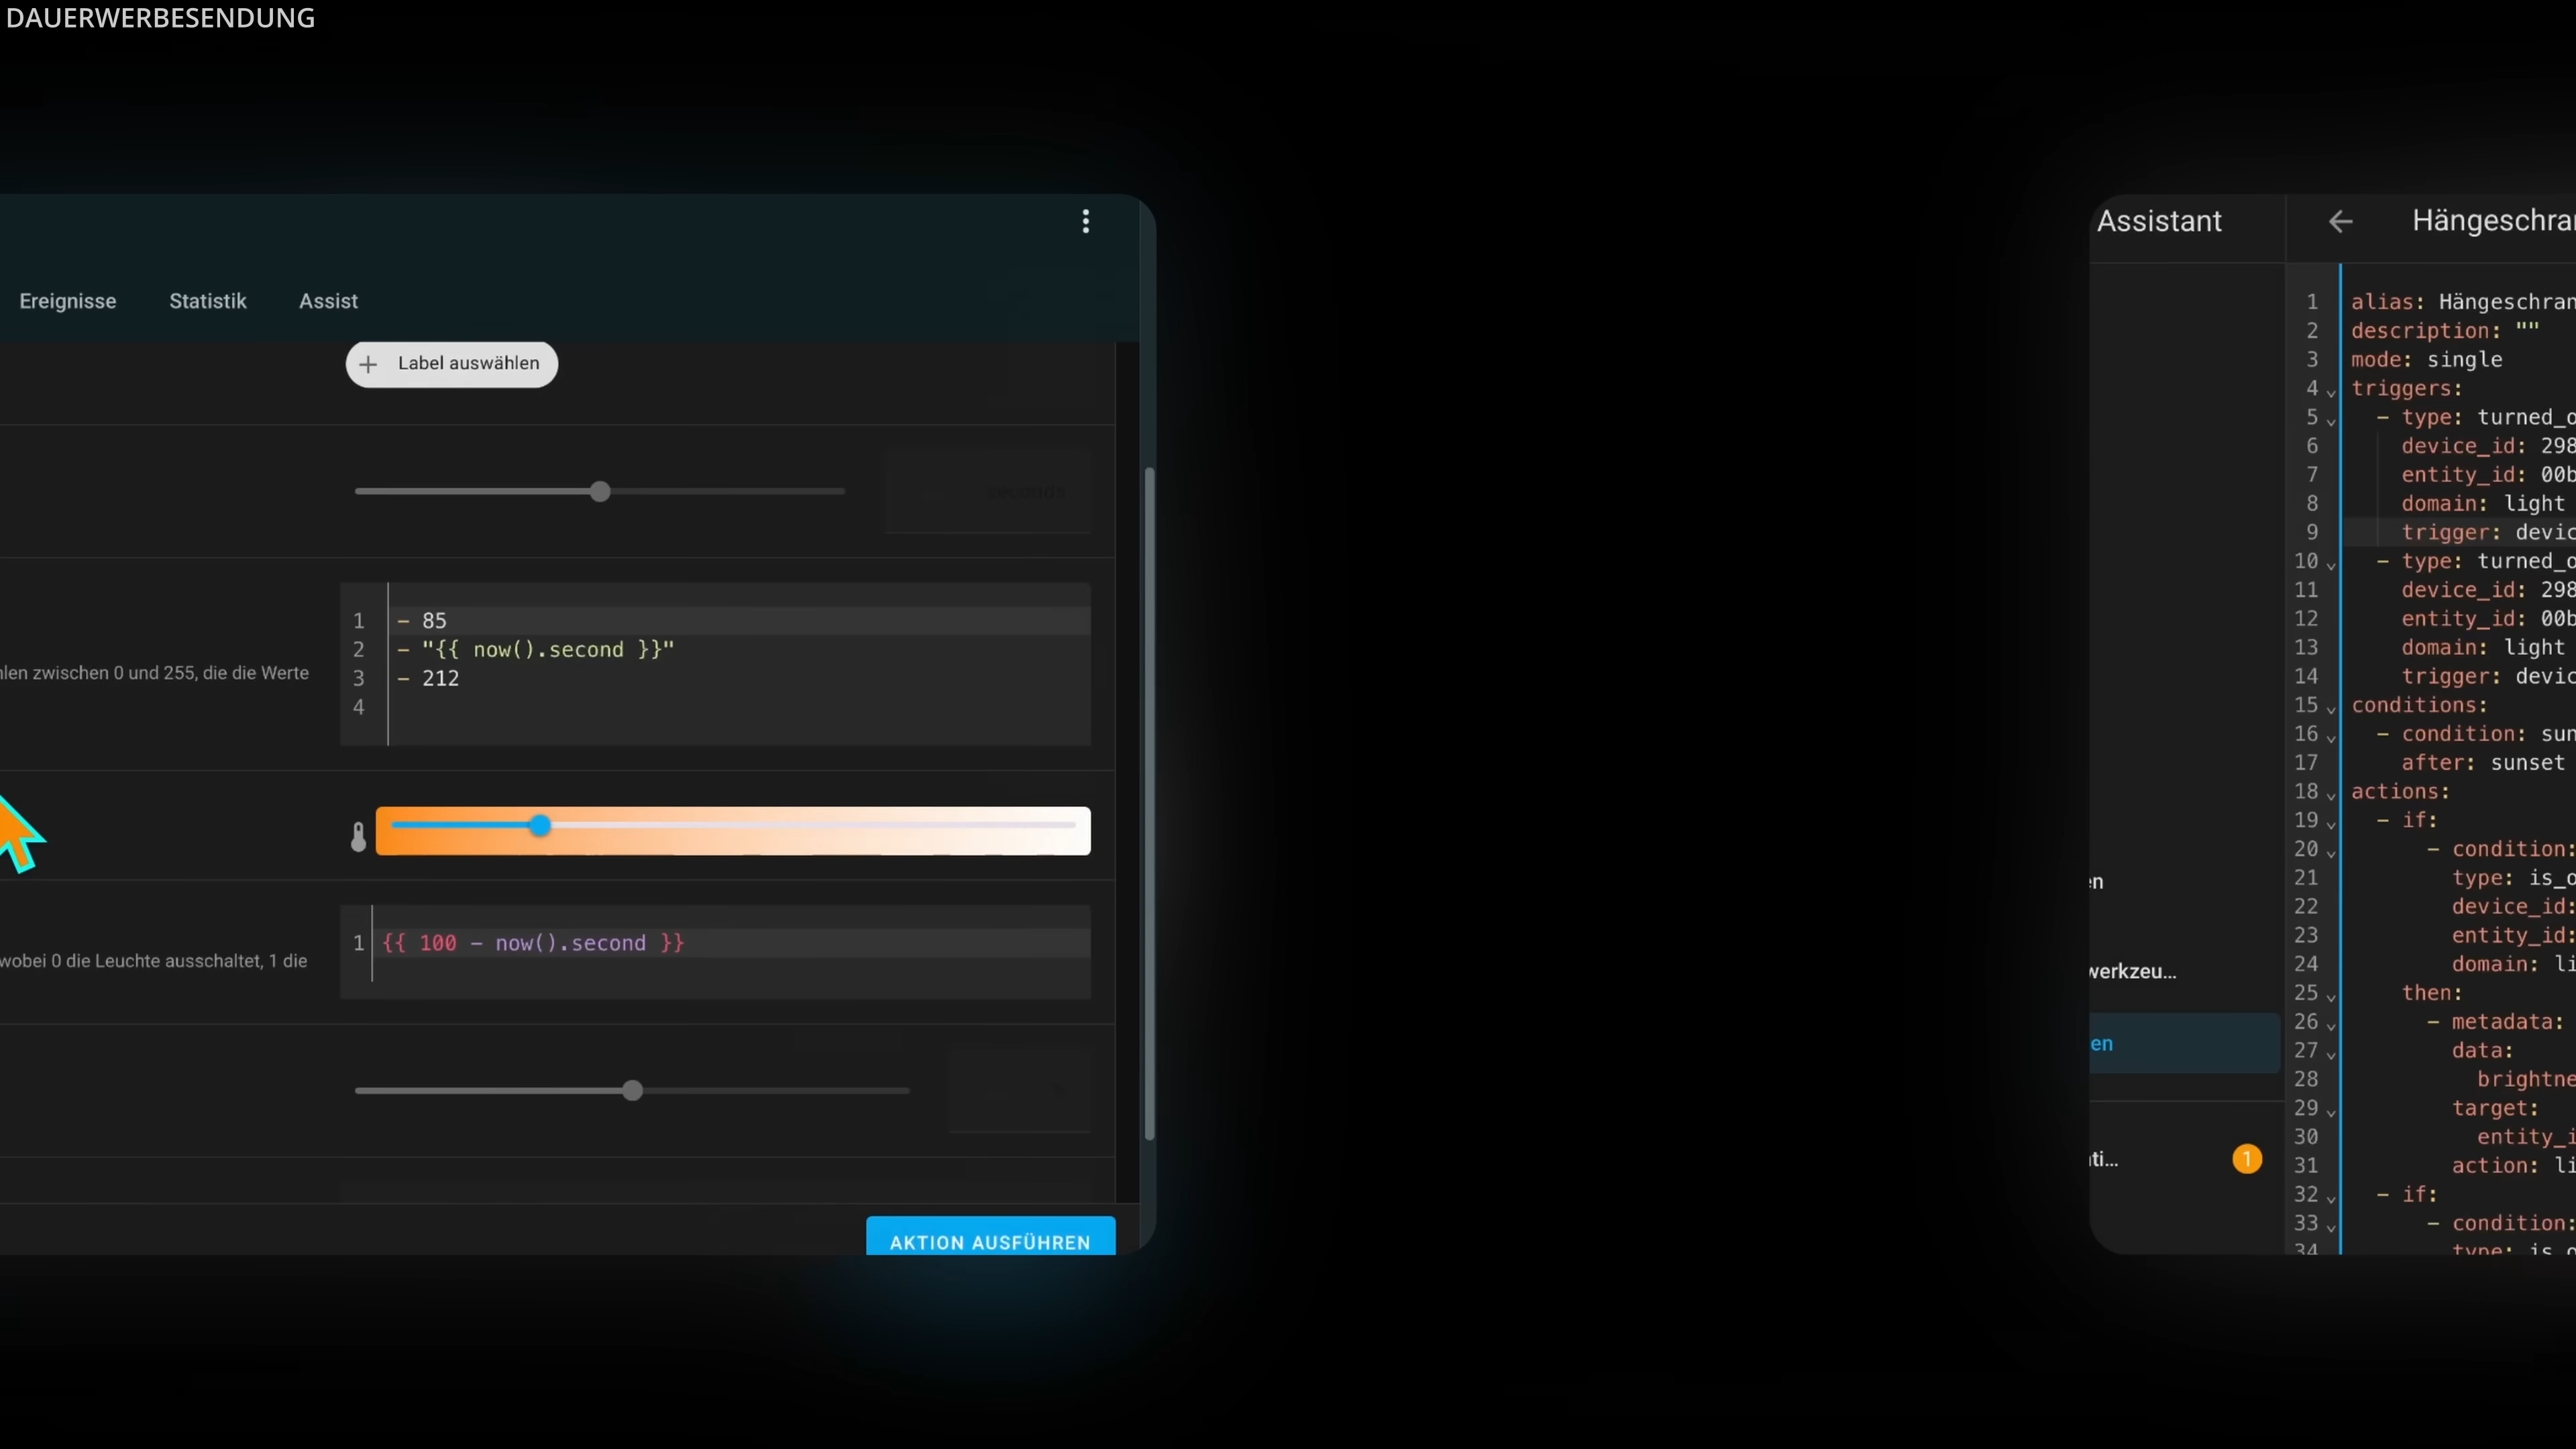 DAUERWERBESENDUNG
Ereignisse Statistik Assist
Label auswählen
seconds
1 - 85
2 - "{{ now().second }}"
3 - 212
4
zwischen 0 und 255, die die Werte
1 {{ 100 - now().second }}
wobei 0 die Leuchte ausschaltet, 1 die
AKTION AUSFÜHREN
Assistant
en
werkzeu...
en
ti...
1
Hängeschra
1 alias: Hängeschran
2 description: ""
3 mode: single
4 triggers:
5 - type: turned_o
6 device_id: 298
7 entity_id: 00b
8 domain: light
9 trigger: devic
10 - type: turned_o
11 device_id: 298
12 entity_id: 00b
13 domain: light
14 trigger: devic
15 conditions:
16 - condition: sun
17 after: sunset
18 actions:
19 - if:
20 - condition:
21 type: is_o
22 device_id:
23 entity_id:
24 domain: li
25 then:
26 - metadata:
27 data:
28 brightne
29 target:
30 entity_i
31 action: li
32 - if:
33 - condition:
34 type: is_o